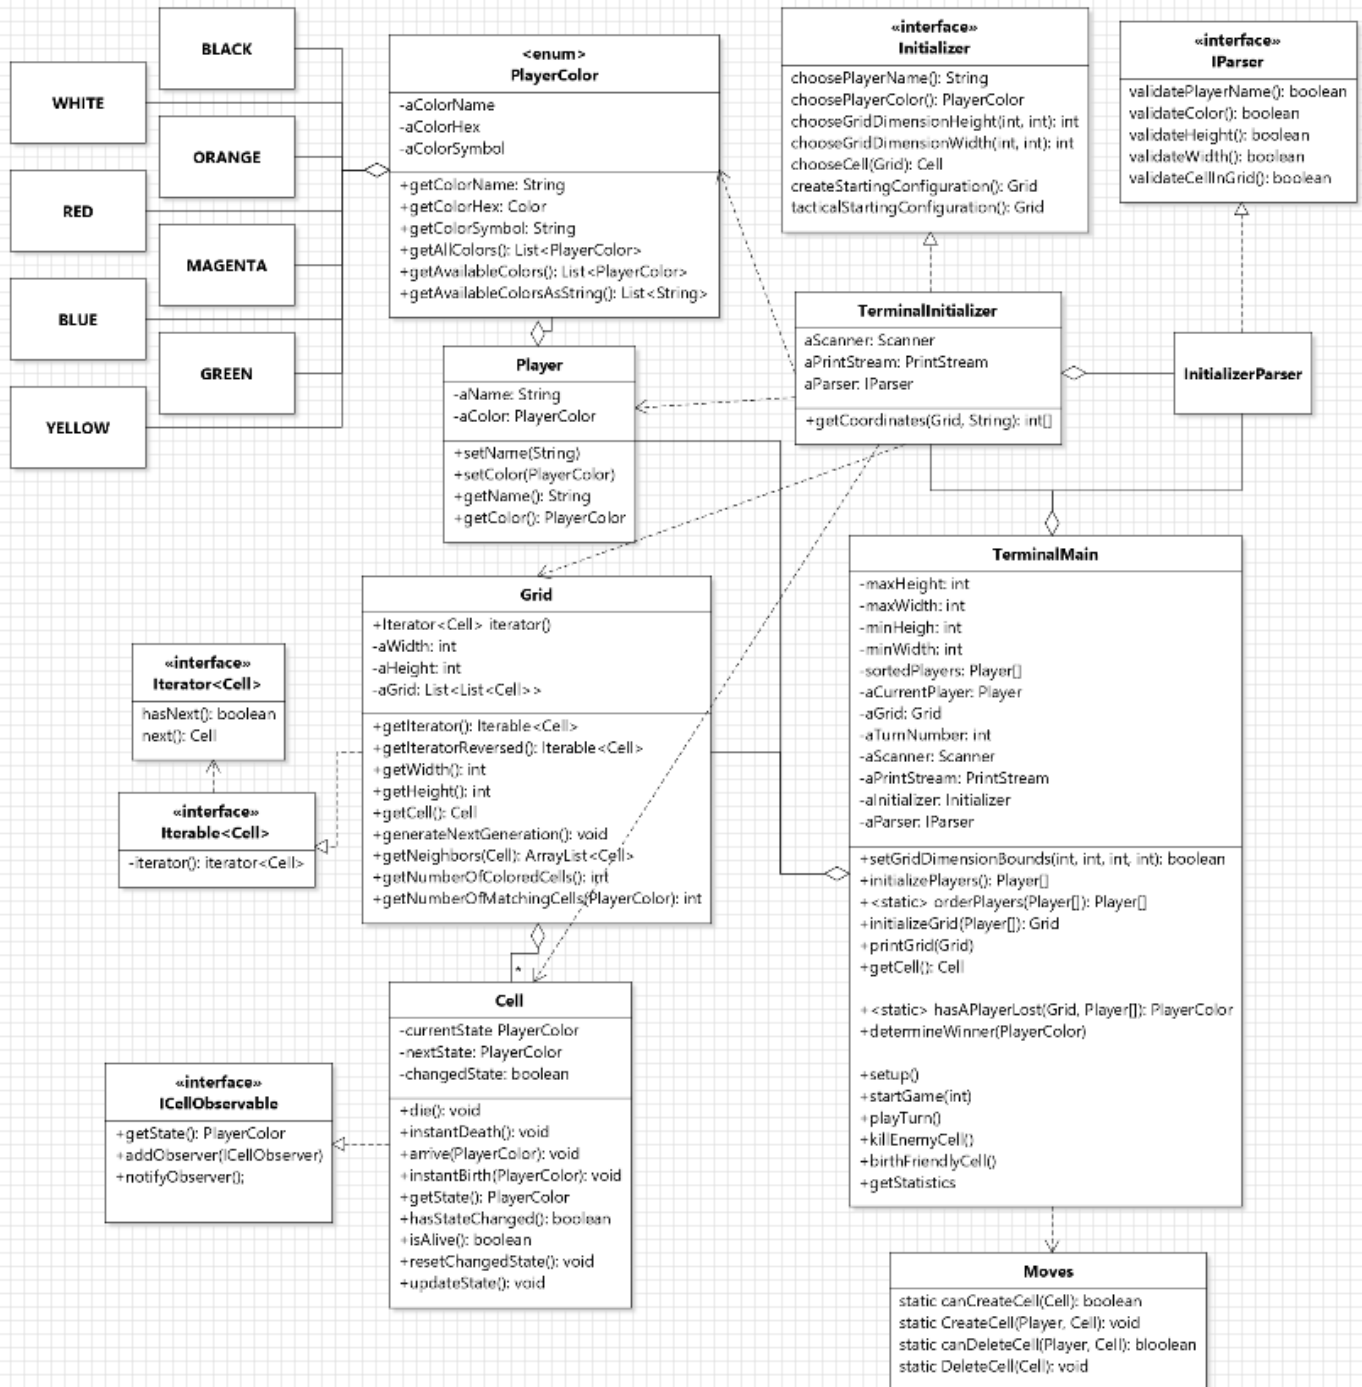 BLACK
WHITE
ORANGE
RED
MAGENTA
BLUE
GREEN
YELLOW
<enum>
PlayerColor
-aColorName
-aColorHex
-aColorSymbol
+getColorName: String
+getColorHex: Color
+getColorSymbol: String
+getAllColors(): List<PlayerColor>
+getAvailableColors(): List<PlayerColor>
+getAvailableColorsAsString(): List<String>
«interface»
Initializer
choosePlayerName(): String
choosePlayerColor(): PlayerColor
chooseGridDimensionHeight(int, int): int
chooseGridDimensionWidth(int, int): int
chooseCell(Grid): Cell
createStartingConfiguration(): Grid
tacticalStartingConfiguration(): Grid
«interface»
IParser
validatePlayerName(): boolean
validateColor(): boolean
validateHeight(): boolean
validateWidth(): boolean
validateCellInGrid(): boolean
Player
-aName: String
-aColor: PlayerColor
+setName(String)
+setColor(PlayerColor)
+getName(): String
+getColor(): PlayerColor
TerminalInitializer
aScanner: Scanner
aPrintStream: PrintStream
aParser: IParser
+getCoordinates(Grid, String): int[]
InitializerParser
Grid
+Iterator<Cell> iterator()
-aWidth: int
-aHeight: int
-aGrid: List<List<Cell>>
+getIterator(): Iterable<Cell>
+getIteratorReversed(): Iterable<Cell>
+getWidth(): int
+getHeight(): int
+getCell(): Cell
+generateNextGeneration(): void
+getNeighbors(Cell): ArrayList<Cell>
+getNumberOfColoredCells(): int
+getNumberOfMatchingCells(PlayerColor): int
«interface»
Iterator<Cell>
hasNext(): boolean
next(): Cell
«interface»
Iterable<Cell>
-iterator(): iterator<Cell>
TerminalMain
-maxHeight: int
-maxWidth: int
-minHeigh: int
-minWidth: int
-sortedPlayers: Player[]
-aCurrentPlayer: Player
-aGrid: Grid
-aTurnNumber: int
-aScanner: Scanner
-aPrintStream: PrintStream
-aInitializer: Initializer
-aParser: IParser
+setGridDimensionBounds(int, int, int, int): boolean
+initializePlayers(): Player[]
+<static> orderPlayers(Player[]): Player[]
+initializeGrid(Player[]): Grid
+printGrid(Grid)
+getCell(): Cell
+<static> hasAPlayerLost(Grid, Player[]): PlayerColor
+determineWinner(PlayerColor)
+setup()
+startGame(int)
+playTurn()
+killEnemyCell()
+birthFriendlyCell()
+getStatistics
*
Cell
-currentState PlayerColor
-nextState: PlayerColor
-changedState: boolean
+die(): void
+instantDeath(): void
+arrive(PlayerColor): void
+instantBirth(PlayerColor): void
+getState(): PlayerColor
+hasStateChanged(): boolean
+isAlive(): boolean
+resetChangedState(): void
+updateState(): void
«interface»
ICellObservable
+getState(): PlayerColor
+addObserver(ICellObserver)
+notifyObserver();
Moves
static canCreateCell(Cell): boolean
static CreateCell(Player, Cell): void
static canDeleteCell(Player, Cell): bloolean
static DeleteCell(Cell): void